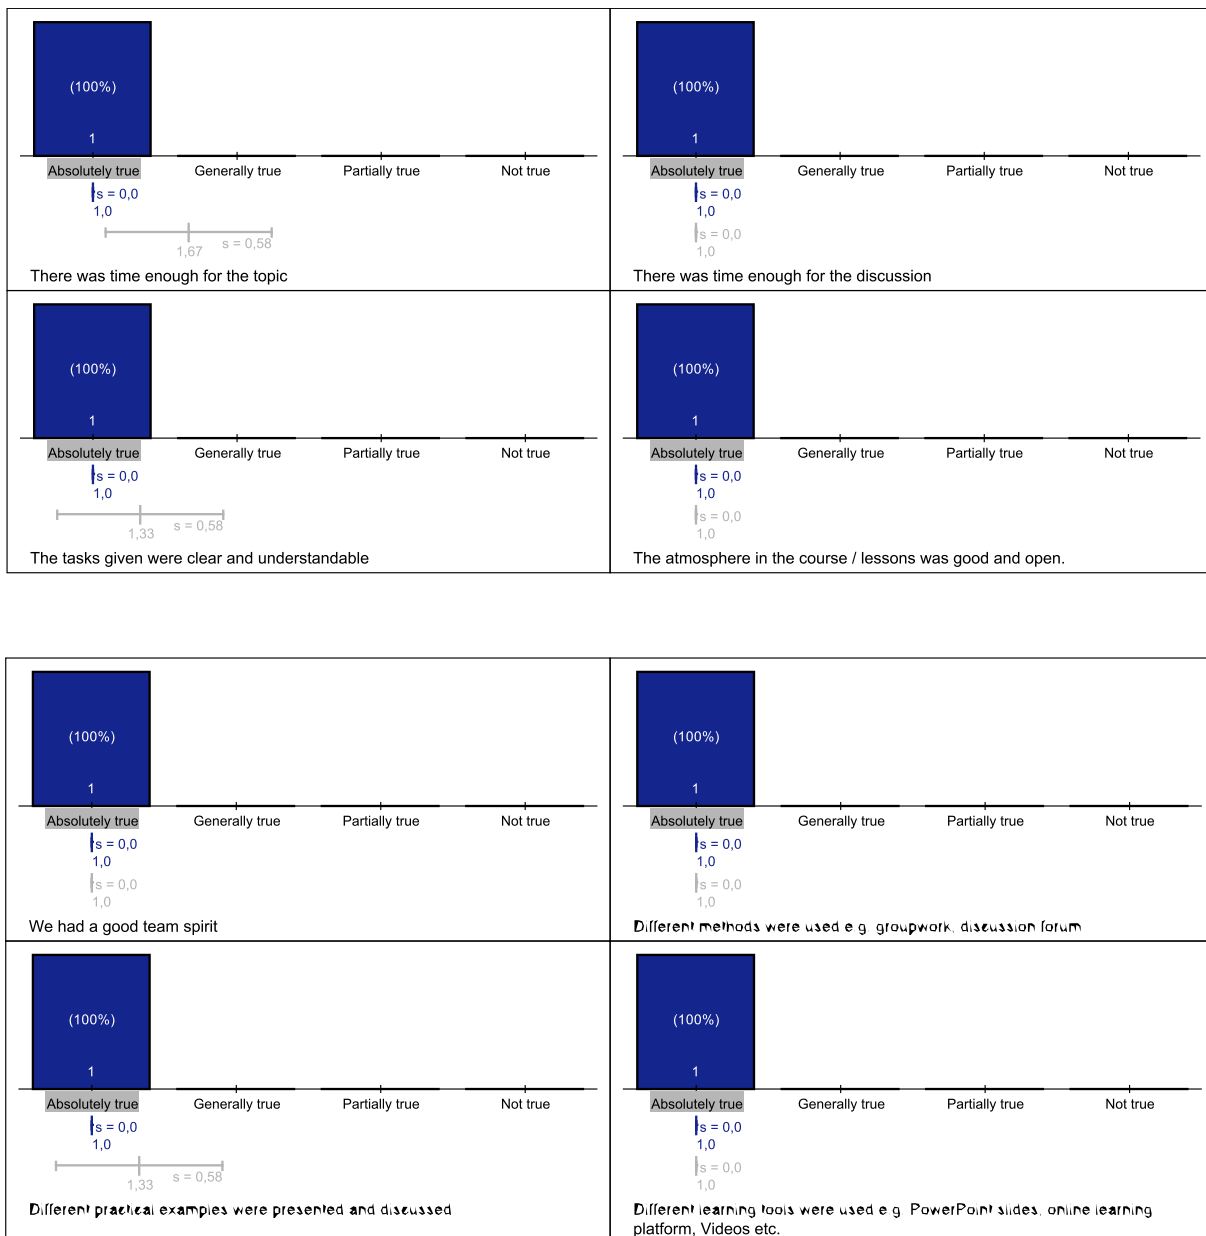 (100%)
1
Absolutely true Generally true Partially true Not true
s = 0,0
1,0
s = 0,58
1,67
There was time enough for the topic
(100%)
1
Absolutely true Generally true Partially true Not true
s = 0,0
1,0
s = 0,0
1,0
There was time enough for the discussion
(100%)
1
Absolutely true Generally true Partially true Not true
s = 0,0
1,0
s = 0,58
1,33
The tasks given were clear and understandable
(100%)
1
Absolutely true Generally true Partially true Not true
s = 0,0
1,0
s = 0,0
1,0
The atmosphere in the course / lessons was good and open.
(100%)
1
Absolutely true Generally true Partially true Not true
s = 0,0
1,0
s = 0,0
1,0
We had a good team spirit
(100%)
1
Absolutely true Generally true Partially true Not true
s = 0,0
1,0
s = 0,0
1,0
Different methods were used e.g. groupwork, discussion forum
(100%)
1
Absolutely true Generally true Partially true Not true
s = 0,0
1,0
s = 0,58
1,33
Different practical examples were presented and discussed
(100%)
1
Absolutely true Generally true Partially true Not true
s = 0,0
1,0
s = 0,0
1,0
Different learning tools were used e.g. PowerPoint slides, online learning
platform, Videos etc.